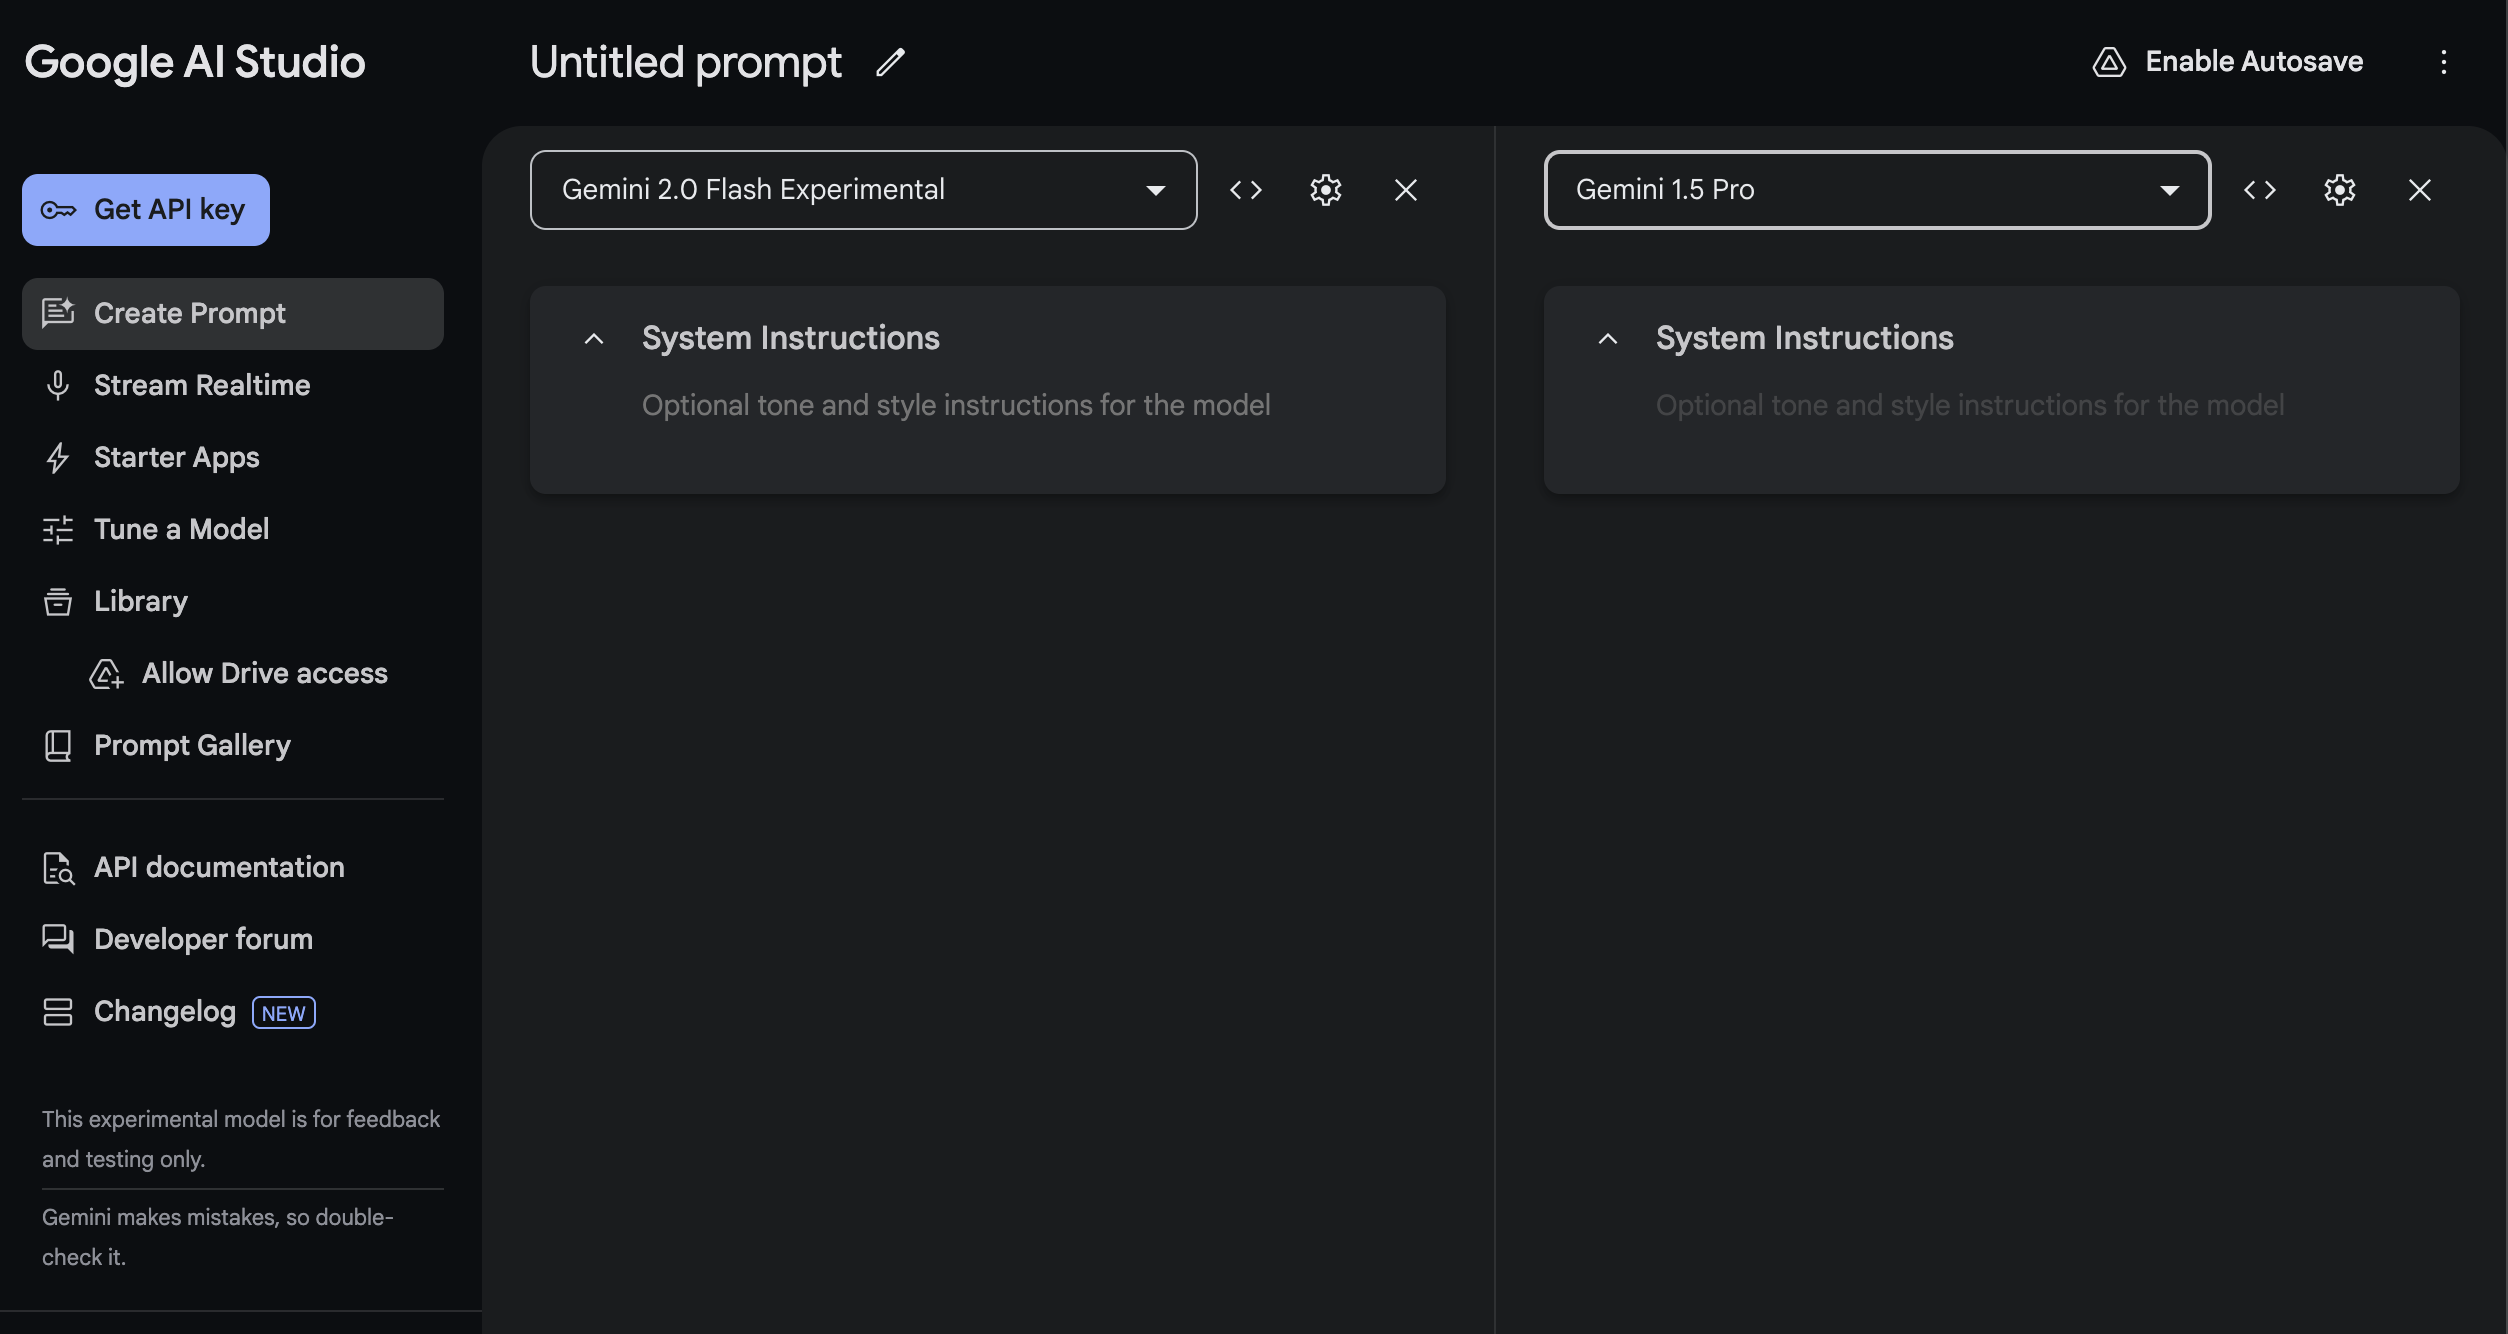 Google AI Studio
Untitled prompt
Enable Autosave
Get API key
Create Prompt
Stream Realtime
Starter Apps
Tune a Model
Library
Allow Drive access
Prompt Gallery
API documentation
Developer forum
Changelog NEW
This experimental model is for feedback
and testing only.
Gemini makes mistakes, so double-
check it.
Gemini 2.0 Flash Experimental
System Instructions
Optional tone and style instructions for the model
Gemini 1.5 Pro
System Instructions
Optional tone and style instructions for the model